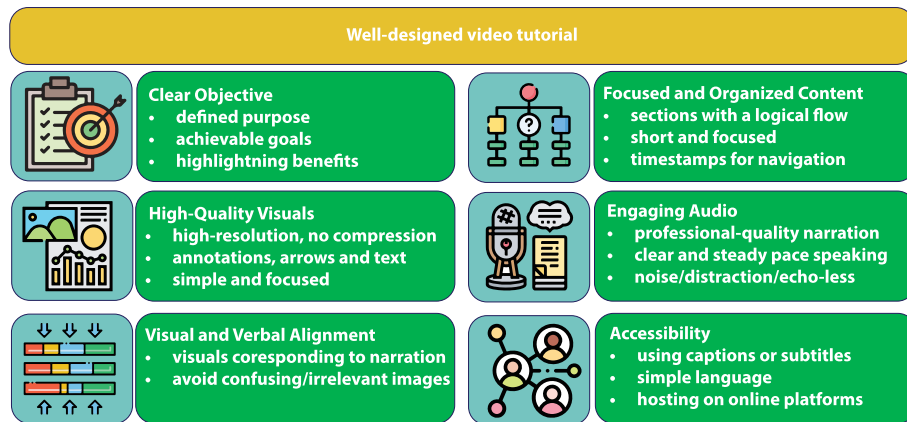 Well-designed video tutorial
Clear Objective
• defined purpose
• achievable goals
• highlightning benefits
Focused and Organized Content
• sections with a logical flow
• short and focused
• timestamps for navigation
High-Quality Visuals
• high-resolution, no compression
• annotations, arrows and text
• simple and focused
Engaging Audio
• professional-quality narration
• clear and steady pace speaking
• noise/distraction/echo-less
Visual and Verbal Alignment
• visuals coresponding to narration
• avoid confusing/irrelevant images
Accessibility
• using captions or subtitles
• simple language
• hosting on online platforms